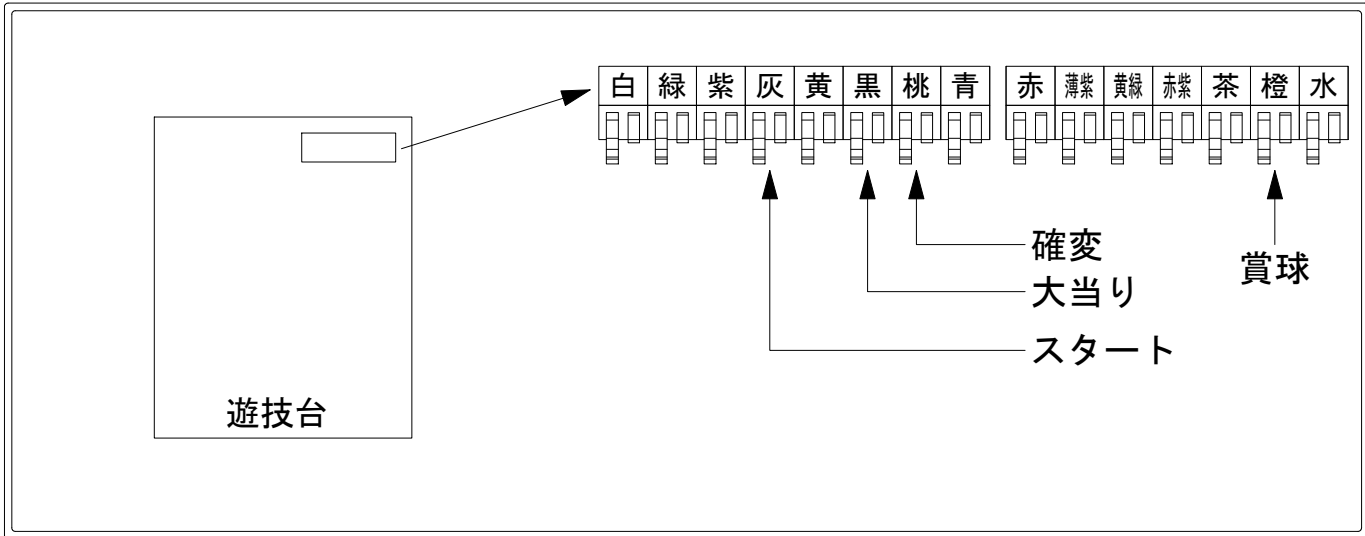 白 緑 紫 灰 黄 黒 桃 青 赤 薄紫 黄緑 赤紫 茶 橙 水
確変
賞球
大当り
スタート
遊技台